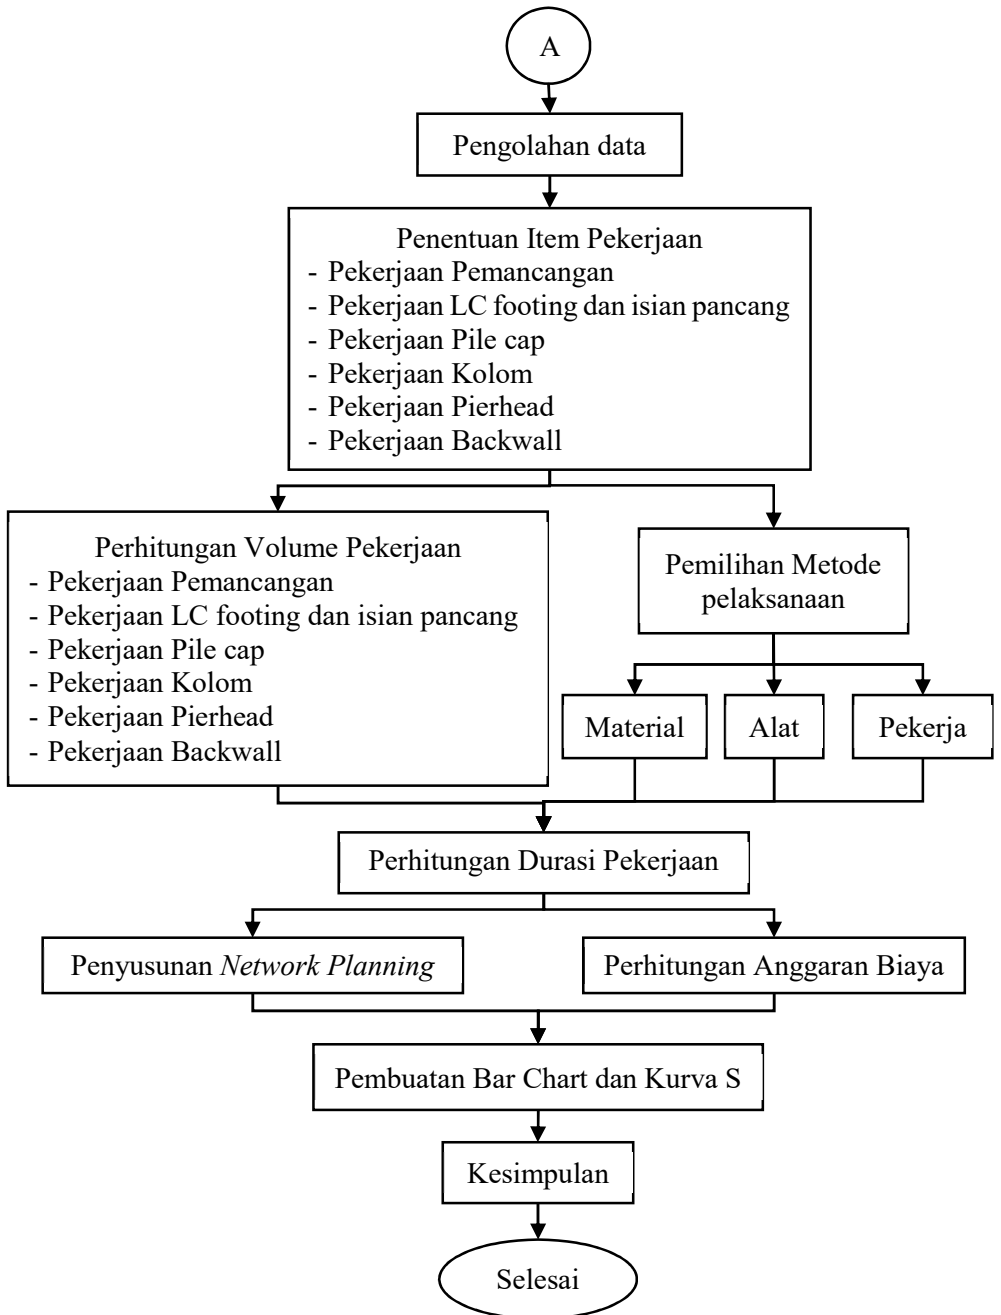 A
Pengolahan data
Penentuan Item Pekerjaan
- Pekerjaan Pemancangan
- Pekerjaan LC footing dan isian pancang
- Pekerjaan Pile cap
- Pekerjaan Kolom
- Pekerjaan Pierhead
- Pekerjaan Backwall
Perhitungan Volume Pekerjaan
- Pekerjaan Pemancangan
- Pekerjaan LC footing dan isian pancang
- Pekerjaan Pile cap
- Pekerjaan Kolom
- Pekerjaan Pierhead
- Pekerjaan Backwall
Pemilihan Metode
pelaksanaan
Material
Alat
Pekerja
Perhitungan Durasi Pekerjaan
Penyusunan Network Planning
Perhitungan Anggaran Biaya
Pembuatan Bar Chart dan Kurva S
Kesimpulan
Selesai